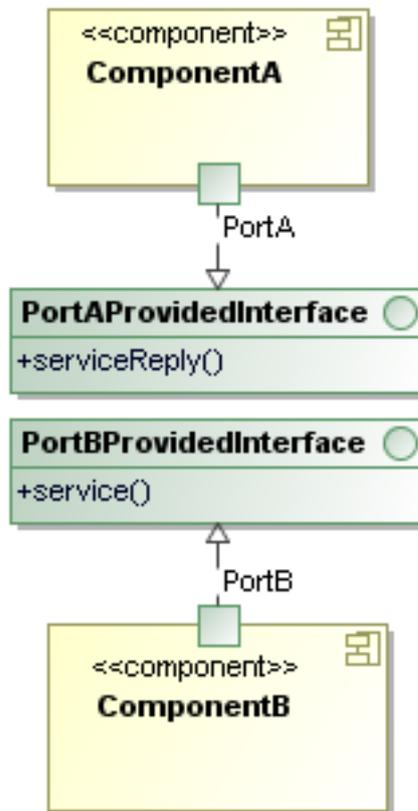 <<component>>
ComponentA
PortA
PortAProvidedInterface
+serviceReply()
PortBProvidedInterface
+service()
PortB
<<component>>
ComponentB